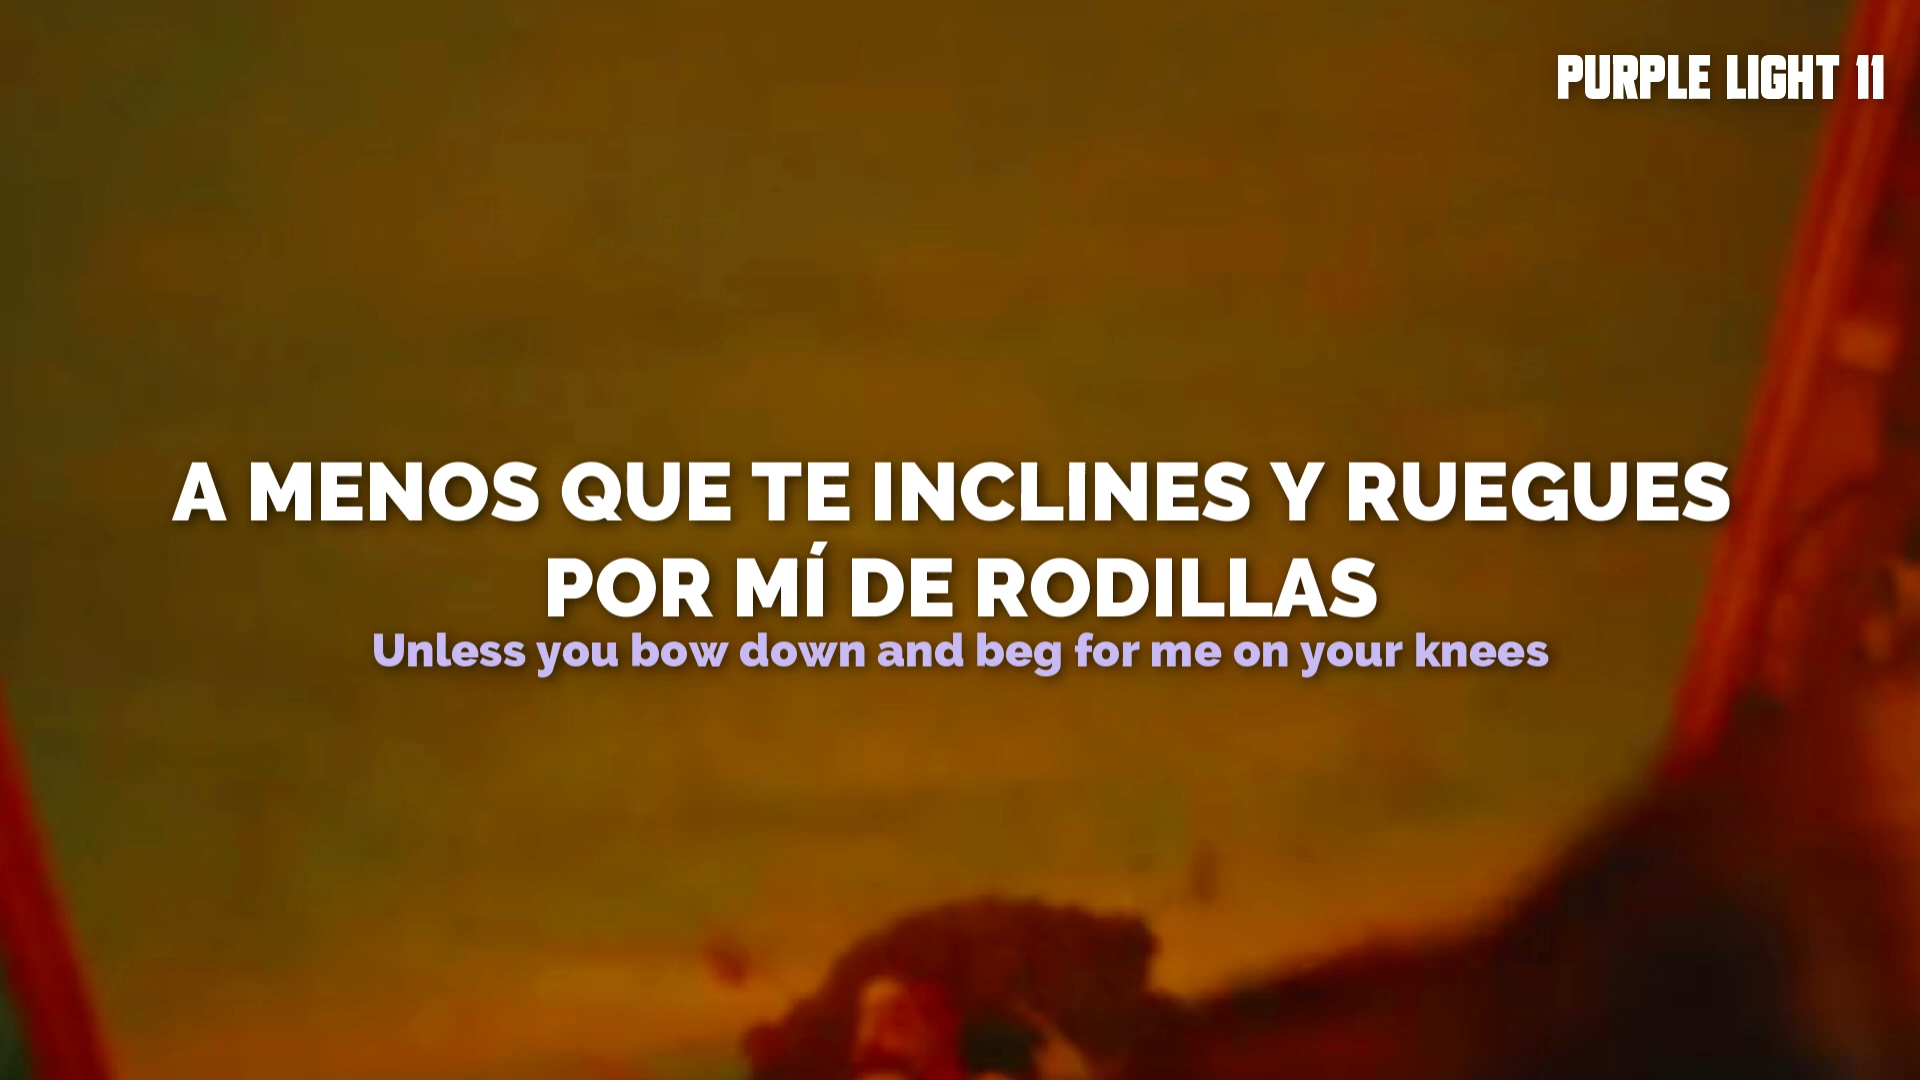 PURPLE LIGHT 11
A MENOS QUE TE INCLINES Y RUEGUES
POR MÍ DE RODILLAS
Unless you bow down and beg for me on your knees